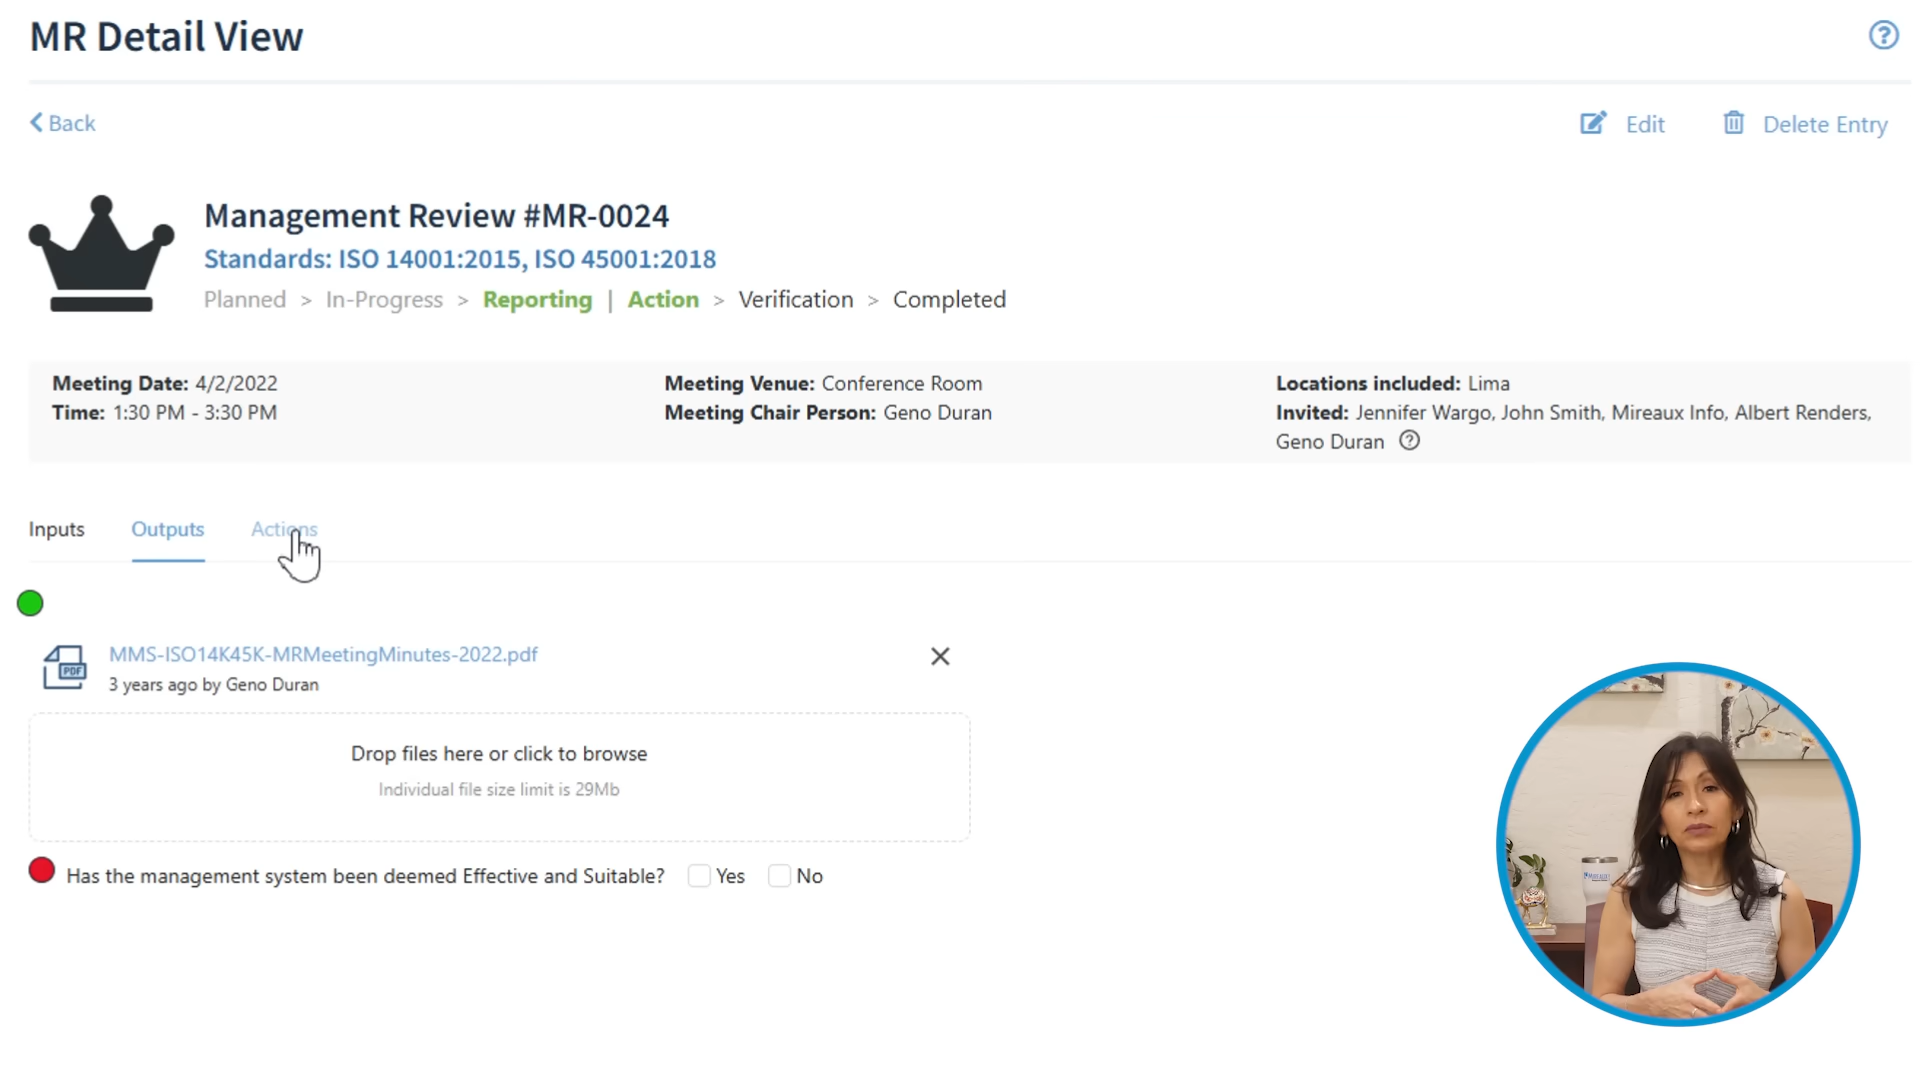 MR Detail View
Back
Edit
Delete Entry
Management Review #MR-0024
Standards: ISO 14001:2015, ISO 45001:2018
Planned > In-Progress > Reporting | Action > Verification > Completed
Meeting Date: 4/2/2022
Time: 1:30 PM - 3:30 PM
Meeting Venue: Conference Room
Meeting Chair Person: Geno Duran
Locations included: Lima
Invited: Jennifer Wargo, John Smith, Mireaux Info, Albert Renders,
Geno Duran
Inputs
Outputs
Actions
PDF
MMS-ISO14K45K-MRMeetingMinutes-2022.pdf
3 years ago by Geno Duran
Drop files here or click to browse
Individual file size limit is 29Mb
Has the management system been deemed Effective and Suitable?
Yes
No